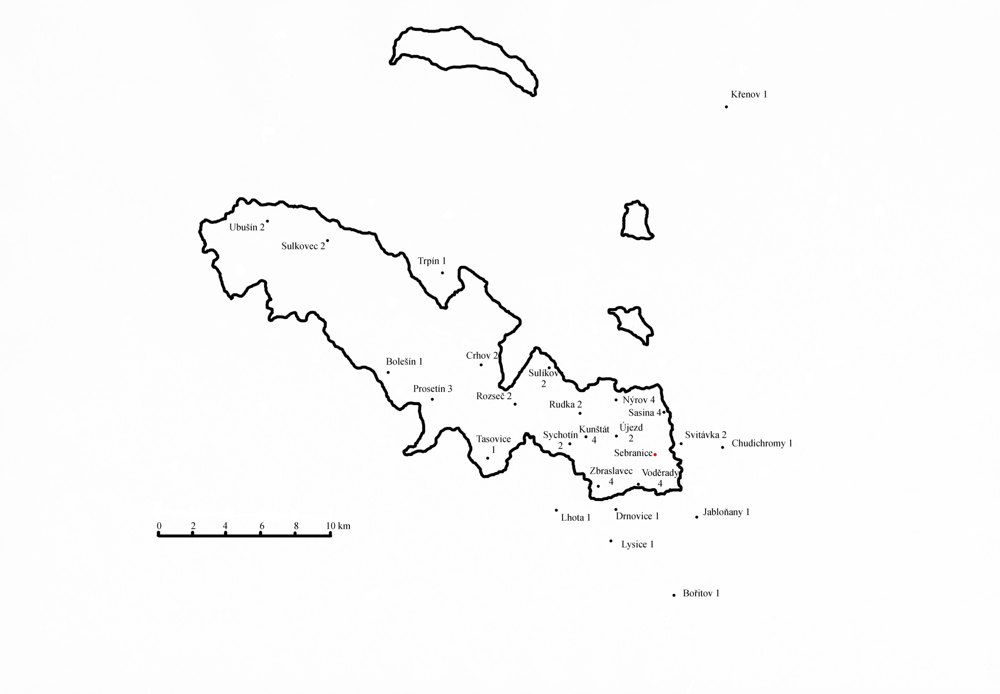 Křenov 1
Ubušín 2
Sulkovec 2
Trpín 1
Crhov 2
Bolešín 1
Sulíkov
2
Prosetín 3
Rozseč 2
Rudka 2
Nýrov 4
Sasina 4
Kunštát
4
Újezd
2
Sychotín
2
Svitávka 2
Tasovice
1
Chudichromy 1
Sebranice
Zbraslavec
4
Voděrady
4
Lhota 1
Drnovice 1
Jabloňany 1
0 2 4 6 8 10 km
Lysice 1
Bořitov 1